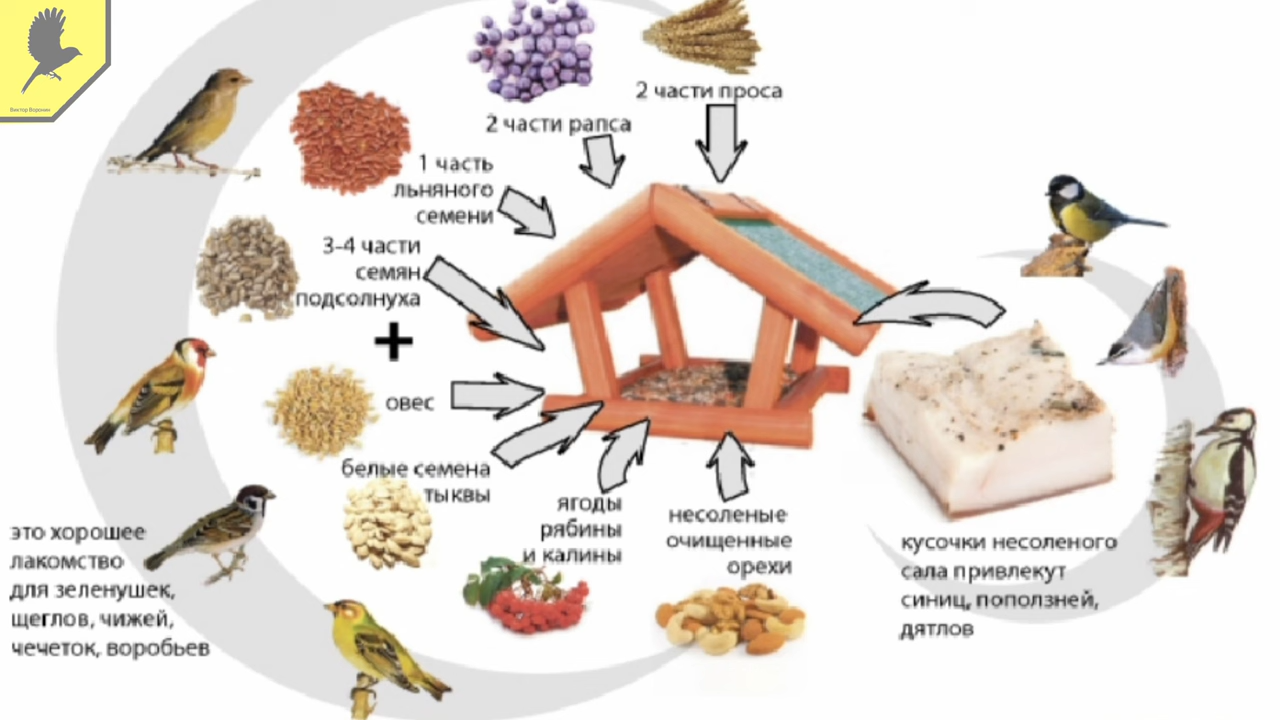 Виктор Воронин
2 части проса
2 части рапса
1 часть
льняного
семени
3-4 части
семян
подсолнуха
+
овес
белые семена
тыквы
ягоды
рябины
и калины
несоленые
очищенные
орехи
это хорошее
лакомство
для зеленушек,
щеглов, чижей,
чечеток, воробьев
кусочки несоленого
сала привлекут
синиц, поползней,
дятлов